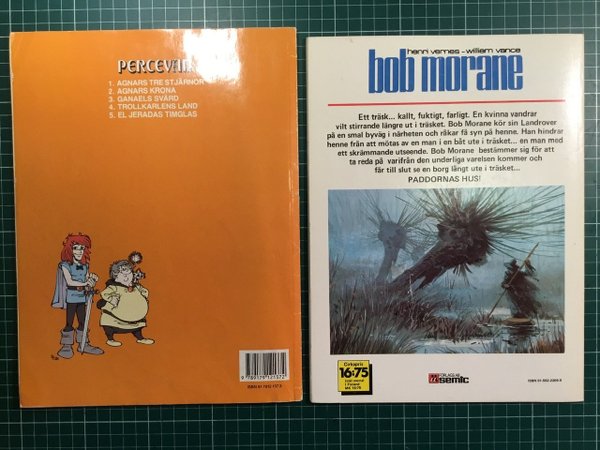 PERCEVAN
1. AGNARS TRE STJÄRNOR
2. AGNARS KRONA
3. GANAELS SVÄRD
4. TROLLKARLENS LAND
5. EL JERADAS TIMGLAS
henri vernes - william vance
bob morane
Ett träsk... kallt, fuktigt, farligt. En kvinna vandrar
vilt stirrande längre ut i träsket. Bob Morane kör sin Landrover
på en smal byväg i närheten och råkar få syn på henne. Han hindrar
henne från att mötas av en man i en båt ute i träsket... en man med
ett skrämmande utseende. Bob Morane bestämmer sig för att
ta reda på varifrån den underliga varelsen kommer och
får till slut se en borg långt ute i träsket...
PADDORNAS HUS!
Cirkapris
16:75
FÖRLAGS AB
semic